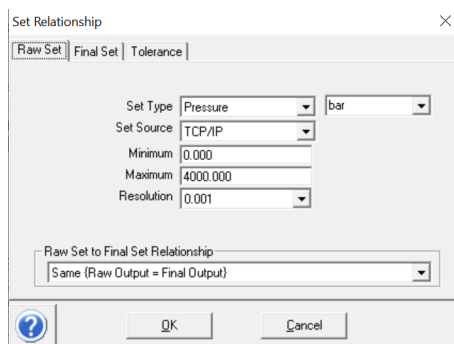 Set Relationship
Raw Set Final Set Tolerance
Set Type Pressure bar
Set Source TCP/IP
Minimum 0.000
Maximum 4000.000
Resolution 0.001
Raw Set to Final Set Relationship
Same {Raw Output = Final Output}
? OK Cancel